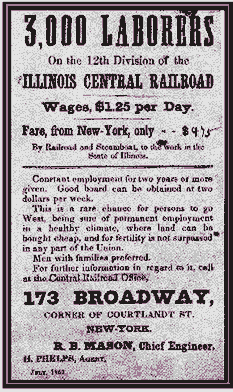 3,000 LABORERS
On the 12th Division of the
ILLINOIS CENTRAL RAILROAD
Wages, $1.25 per Day.
Fare, from New-York, only - - $4 75
By Railroad and Steamboat, to the work in the
State of Illinois.
Constant employment for two years or more
given. Good board can be obtained at two
dollars per week.
This is a rare chance for persons to go
West, being sure of permanent employment
in a healthy climate, where land can be
bought cheap, and for fertility is not surpassed
in any part of the Union.
Men with families preferred.
For further information in regard to it, call
at the Central Railroad Office,
173 BROADWAY,
CORNER OF COURTLANDT ST.
NEW-YORK.
R. B. MASON, Chief Engineer.
H. PHELPS, AGENT,
JULY,